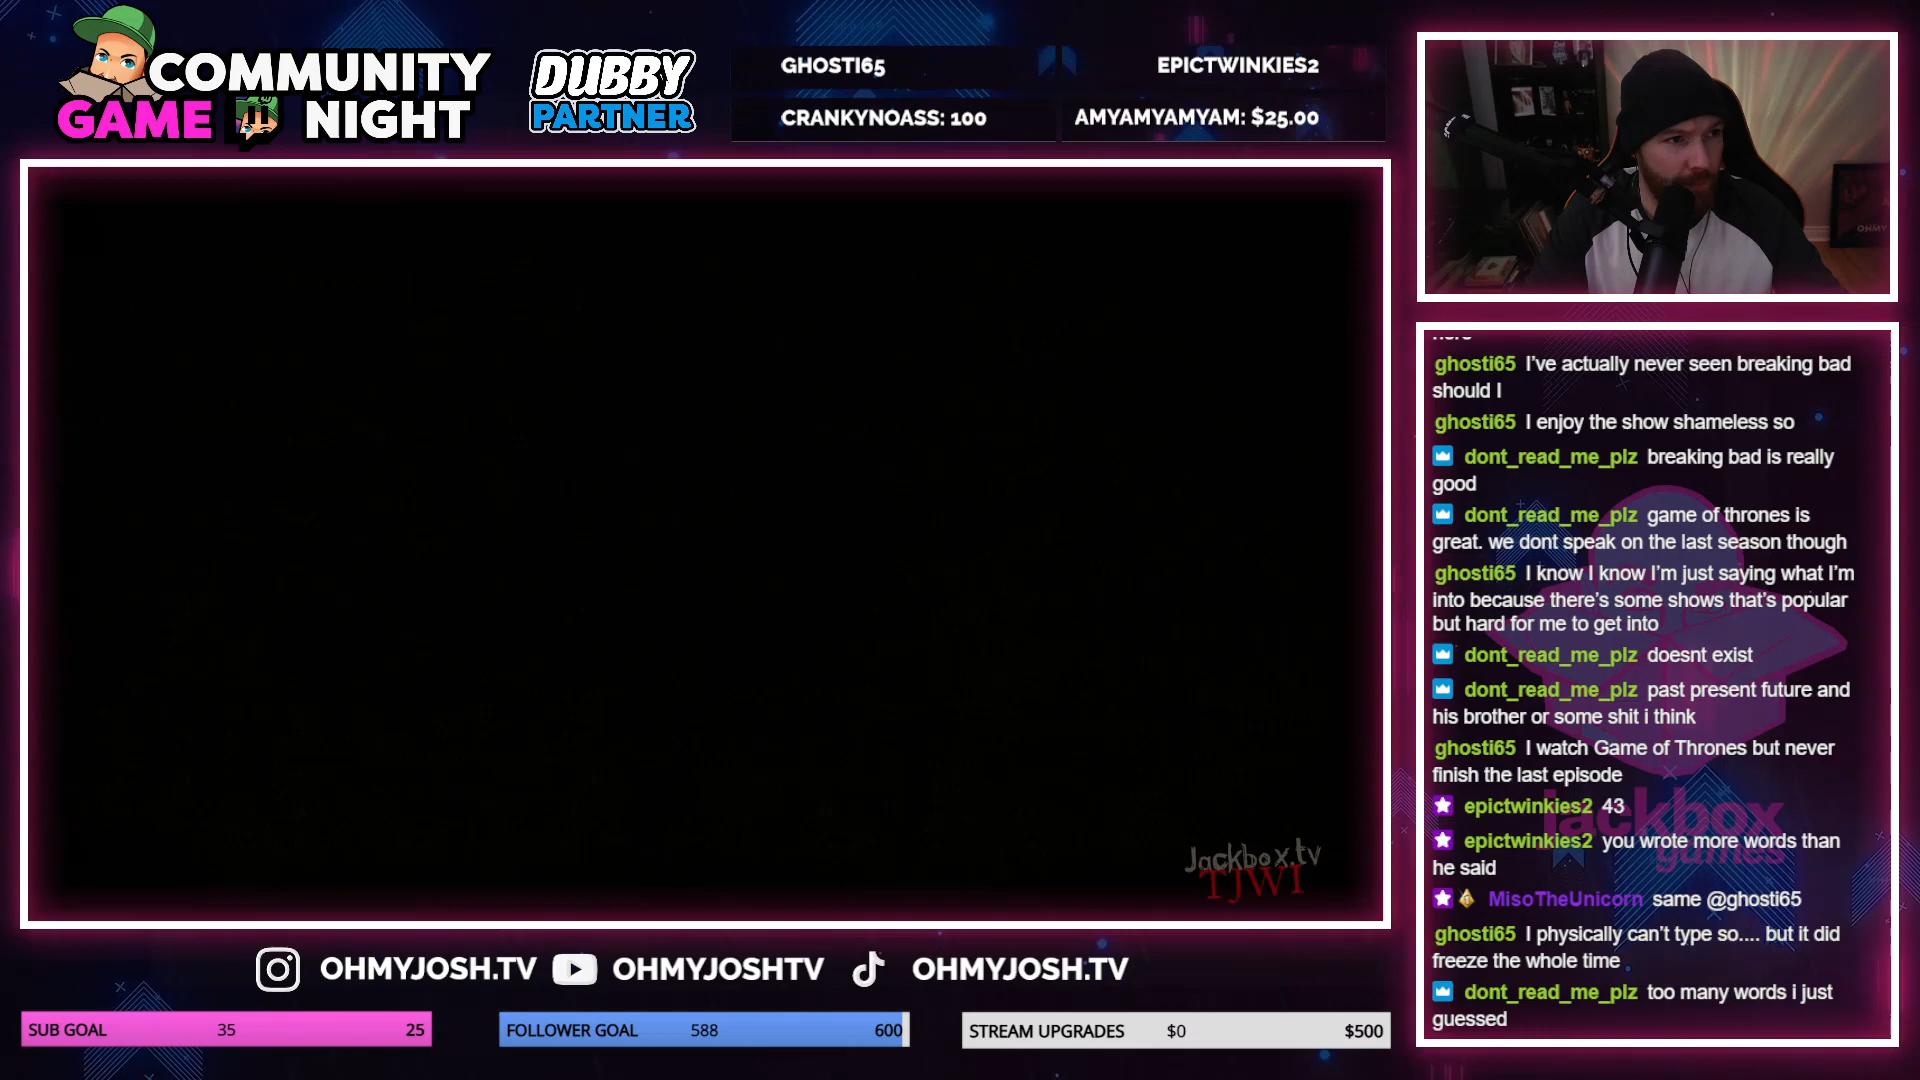 COMMUNITY
GAME NIGHT
DUBBY
PARTNER
GHOSTI65
EPICTWINKIES2
CRANKYNOASS: 100
AMYAMYAMYAM: $25.00
OHMY
ghosti65 I've actually never seen breaking bad
should I
ghosti65 I enjoy the show shameless so
dont_read_me_plz breaking bad is really
good
dont_read_me_plz game of thrones is
great. we dont speak on the last season though
ghosti65 I know I know I'm just saying what I'm
into because there's some shows that's popular
but hard for me to get into
dont_read_me_plz doesnt exist
dont_read_me_plz past present future and
his brother or some shit i think
ghosti65 I watch Game of Thrones but never
finish the last episode
epictwinkies2 43
epictwinkies2 you wrote more words than
he said
MisoTheUnicorn same @ghosti65
ghosti65 I physically can't type so.... but it did
freeze the whole time
dont_read_me_plz too many words i just
guessed
jackbox
games
Jackbox.tv
TJWI
OHMYJOSH.TV
OHMYJOSHTV
OHMYJOSH.TV
SUB GOAL 35 25
FOLLOWER GOAL 588 600
STREAM UPGRADES $0 $500